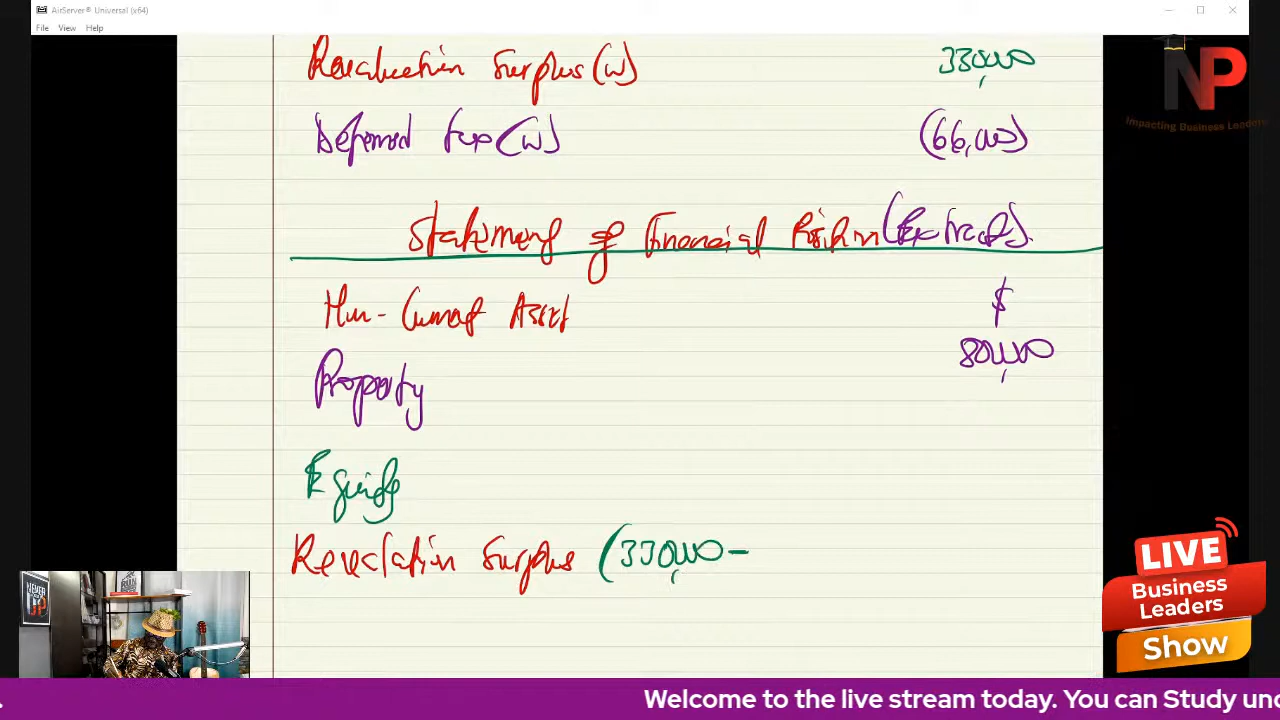 AirServer® Universal (x64)
File View Help
Revaluation Surplus (W) 330,000
Deferred tax (W) (66,000)
Statement of Financial Position (Extracts).
Non-Current Asset $
800,000
Property
Equity
Revaluation Surplus (330,000 -
NP
Impacting Business Leaders
LIVE
Business
Leaders
Show
Welcome to the live stream today. You can Study und